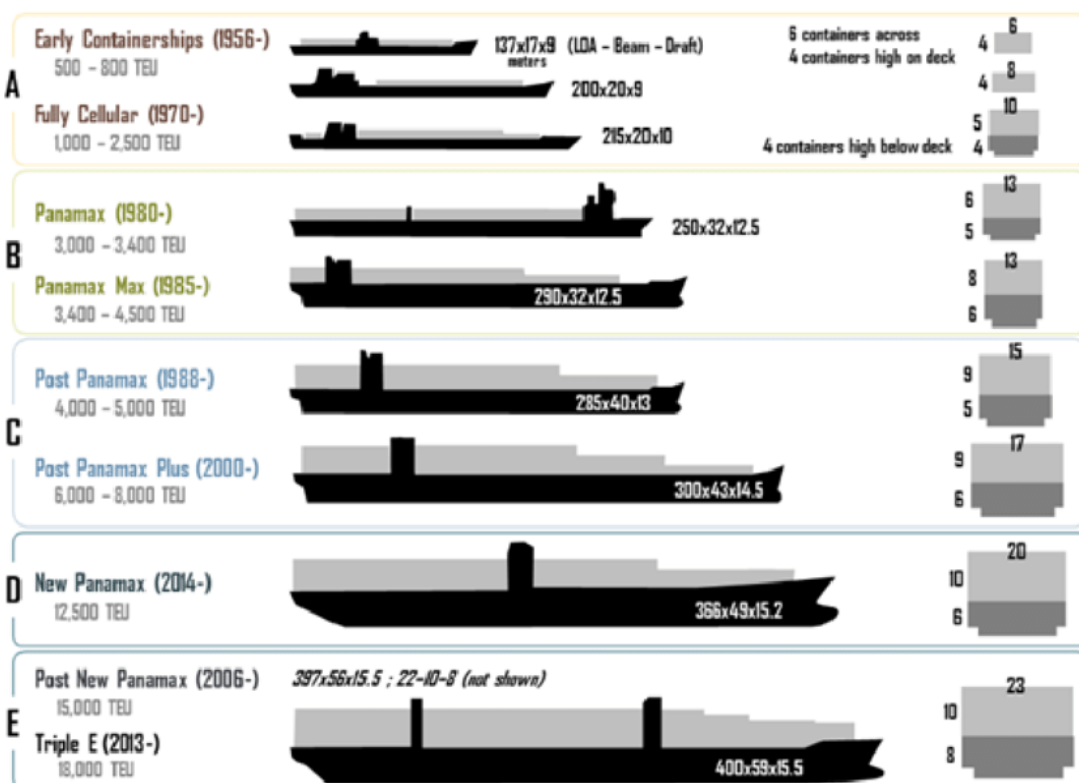 A
Early Containerships (1956-)
500 – 800 TEU
137x17x9 (LOA – Beam – Draft)
meters
6 containers across
4 containers high on deck
6
4
200x20x9
8
4
Fully Cellular (1970-)
1,000 – 2,500 TEU
215x20x10
4 containers high below deck
10
5
4
B
Panamax (1980-)
3,000 – 3,400 TEU
250x32x12.5
13
6
5
Panamax Max (1985-)
3,400 – 4,500 TEU
290x32x12.5
13
8
6
C
Post Panamax (1988-)
4,000 – 5,000 TEU
285x40x13
15
9
5
Post Panamax Plus (2000-)
6,000 – 8,000 TEU
300x43x14.5
17
9
6
D
New Panamax (2014-)
12,500 TEU
366x49x15.2
20
10
6
E
Post New Panamax (2006-)
15,000 TEU
397x56x15.5 ; 22-10-8 (not shown)
Triple E (2013-)
18,000 TEU
400x59x15.5
23
10
8